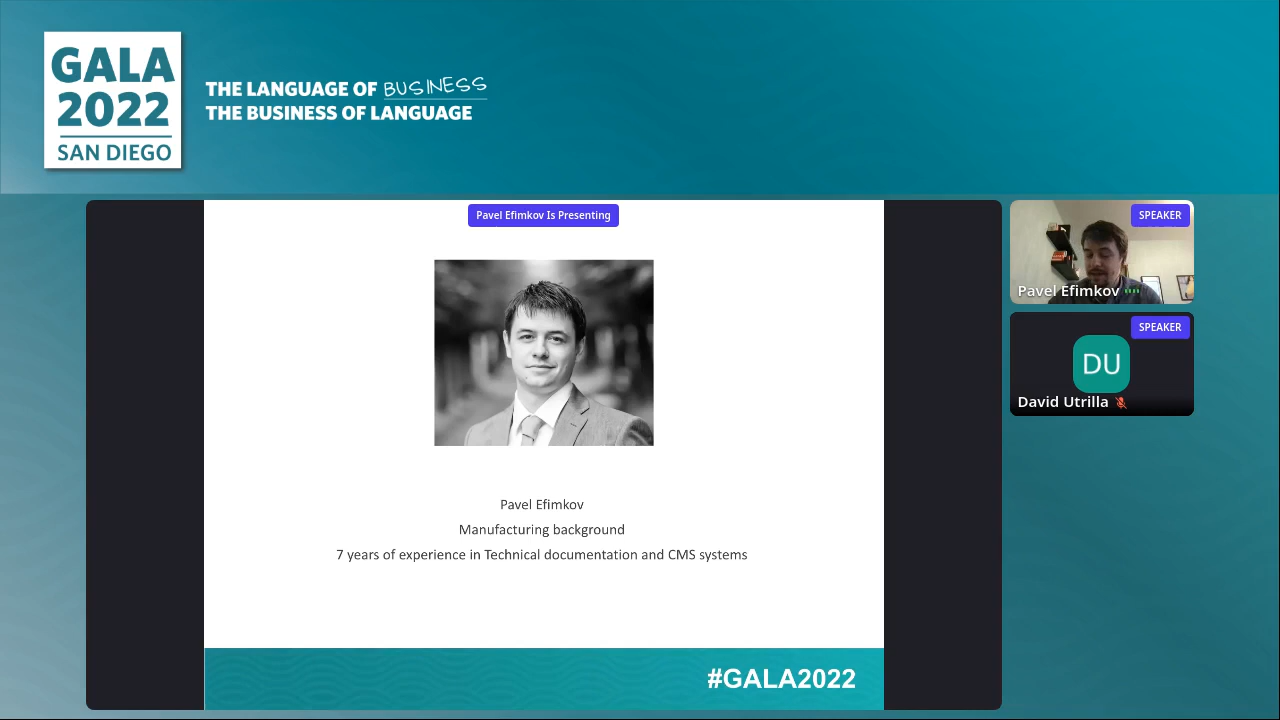 GALA
2022
SAN DIEGO
THE LANGUAGE OF BUSINESS
THE BUSINESS OF LANGUAGE
Pavel Efimkov Is Presenting
Pavel Efimkov
Manufacturing background
7 years of experience in Technical documentation and CMS systems
#GALA2022
SPEAKER
Pavel Efimkov
SPEAKER
DU
David Utrilla